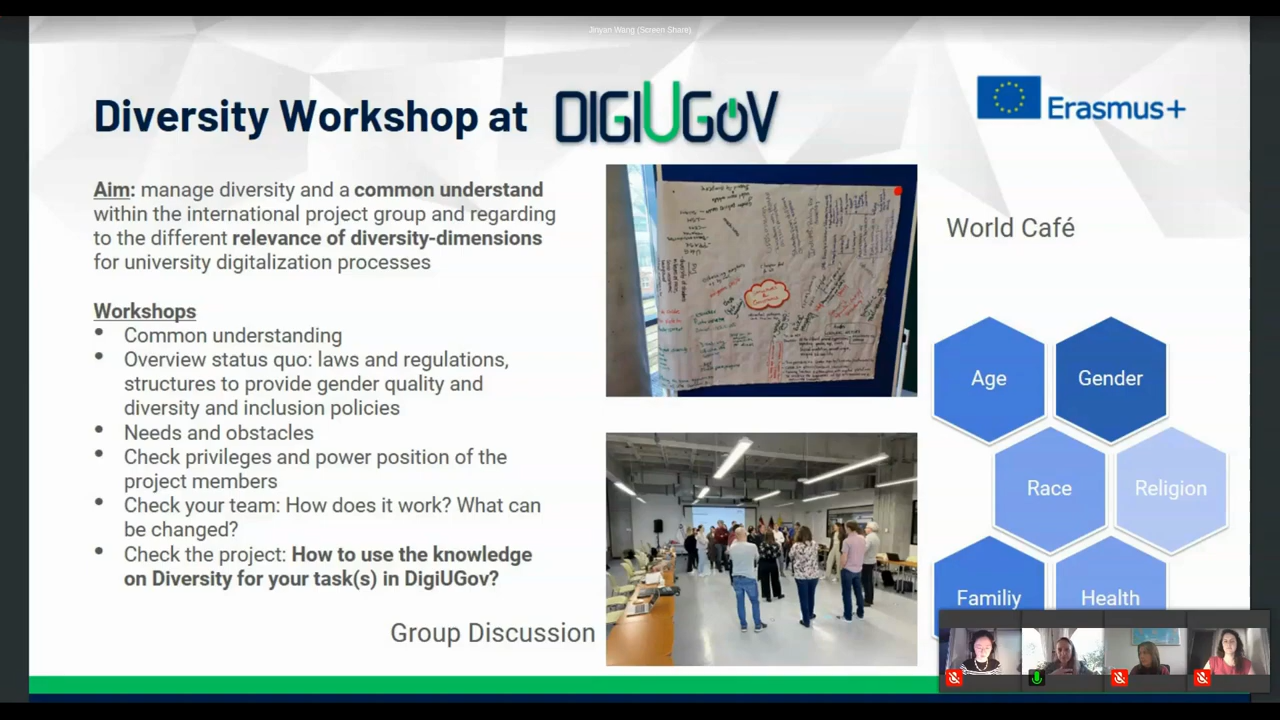 Jinyan Wang (Screen Share)
Diversity Workshop at DIGIUGOV
Erasmus+
Aim: manage diversity and a common understand
within the international project group and regarding
to the different relevance of diversity-dimensions
for university digitalization processes
World Café
Workshops
• Common understanding
• Overview status quo: laws and regulations,
structures to provide gender quality and
diversity and inclusion policies
• Needs and obstacles
• Check privileges and power position of the
project members
• Check your team: How does it work? What can
be changed?
• Check the project: How to use the knowledge
on Diversity for your task(s) in DigiUGov?
Group Discussion
Age
Gender
Race
Religion
Familiy
Health